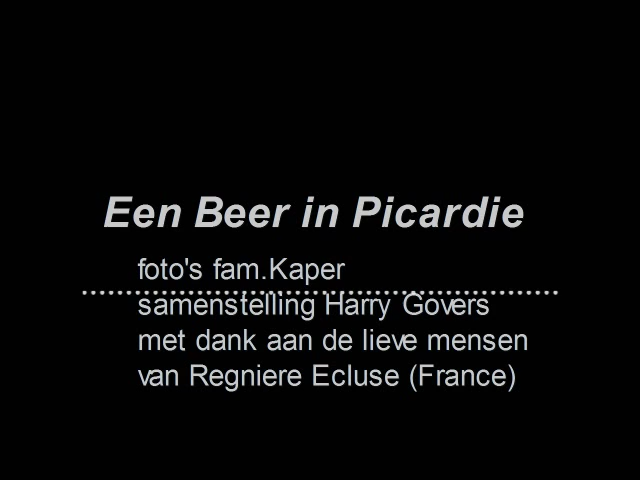 Een Beer in Picardie
foto's fam.Kaper
samenstelling Harry Govers
met dank aan de lieve mensen
van Regniere Ecluse (France)